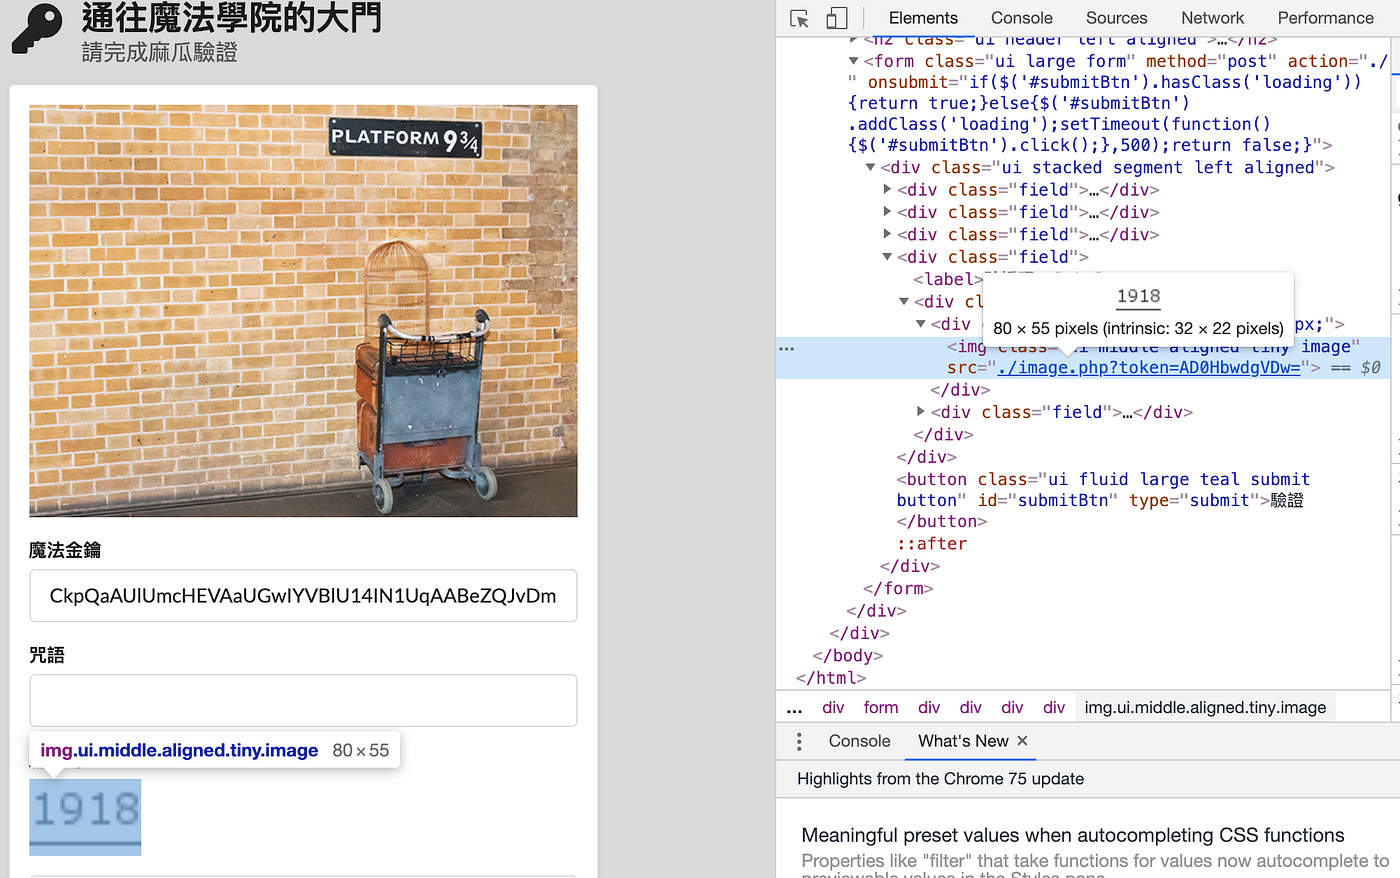 通往魔法學院的大門
請完成麻瓜驗證
PLATFORM 9¾
魔法金鑰
CkpQaAUIUmcHEVAaUGwIYVBlU14IN1UqAABeZQJvDm
咒語
img.ui.middle.aligned.tiny.image 80×55
1918
Elements Console Sources Network Performance
<h2 class="ui header left aligned">…</h2>
<form class="ui large form" method="post" action="./
" onsubmit="if($('#submitBtn').hasClass('loading'))
{return true;}else{$('#submitBtn')
.addClass('loading');setTimeout(function()
{$('#submitBtn').click();},500);return false;}">
<div class="ui stacked segment left aligned">
<div class="field">…</div>
<div class="field">…</div>
<div class="field">…</div>
<div class="field">
<label>
<div cl
1918
<div px;">
80 × 55 pixels (intrinsic: 32 × 22 pixels)
… <img class="ui middle aligned tiny image"
src="./image.php?token=AD0HbwdgVDw="> == $0
</div>
<div class="field">…</div>
</div>
</div>
<button class="ui fluid large teal submit
button" id="submitBtn" type="submit">驗證
</button>
::after
</div>
</form>
</div>
</div>
</body>
</html>
… div form div div div div img.ui.middle.aligned.tiny.image
Console What's New ×
Highlights from the Chrome 75 update
Meaningful preset values when autocompleting CSS functions
Properties like "filter" that take functions for values now autocomplete to
previewable values in the Styles pane.